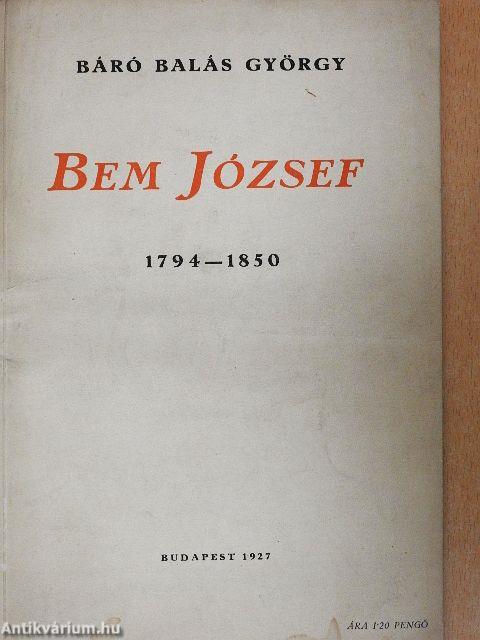 BÁRÓ BALÁS GYÖRGY
BEM JÓZSEF
1794—1850
BUDAPEST 1927
ÁRA 1·20 PENGŐ
Antikvárium.hu